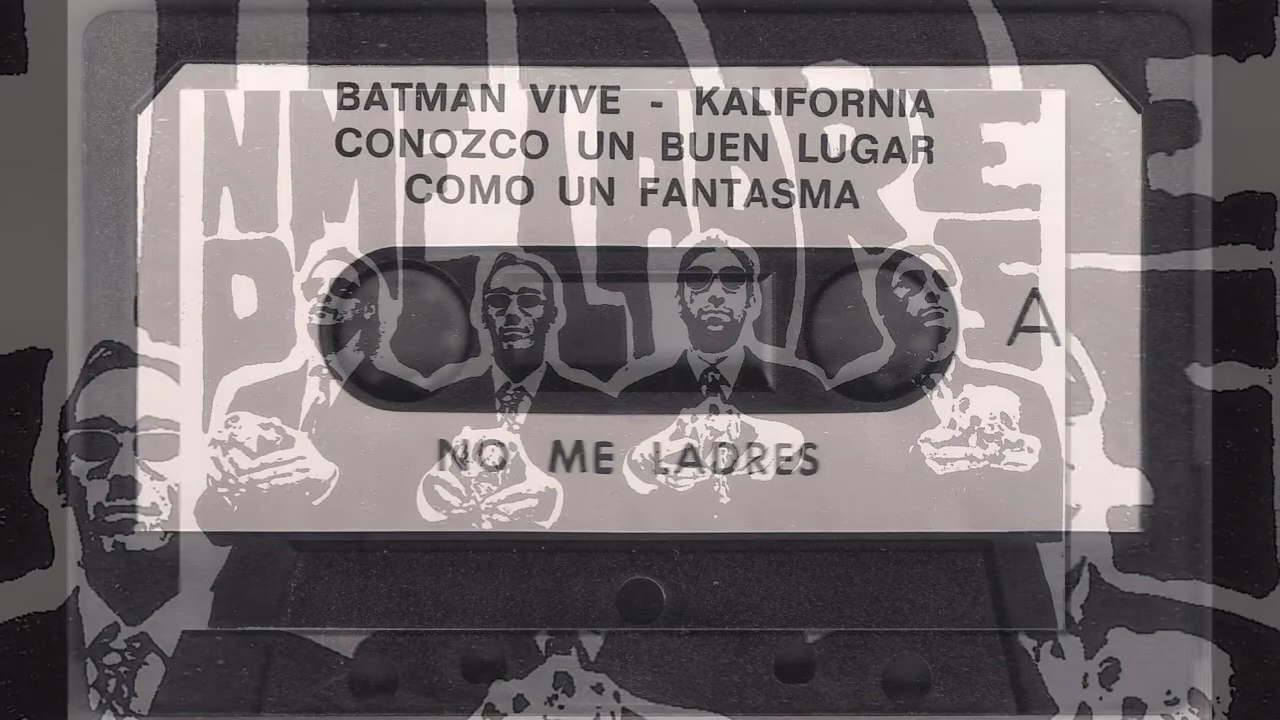 BATMAN VIVE - KALIFORNIA
CONOZCO UN BUEN LUGAR
COMO UN FANTASMA
A
NO ME LADRES